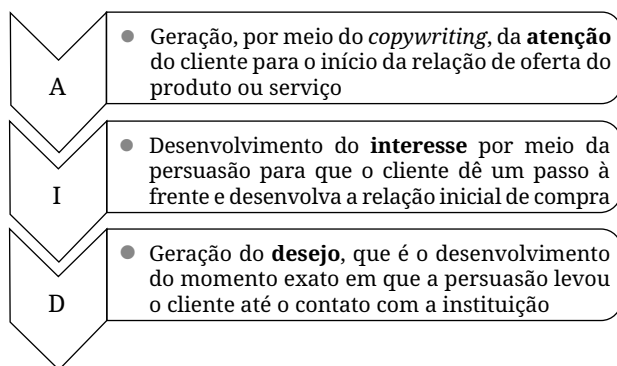 A
● Geração, por meio do copywriting, da atenção
do cliente para o início da relação de oferta do
produto ou serviço
I
● Desenvolvimento do interesse por meio da
persuasão para que o cliente dê um passo à
frente e desenvolva a relação inicial de compra
D
● Geração do desejo, que é o desenvolvimento
do momento exato em que a persuasão levou
o cliente até o contato com a instituição